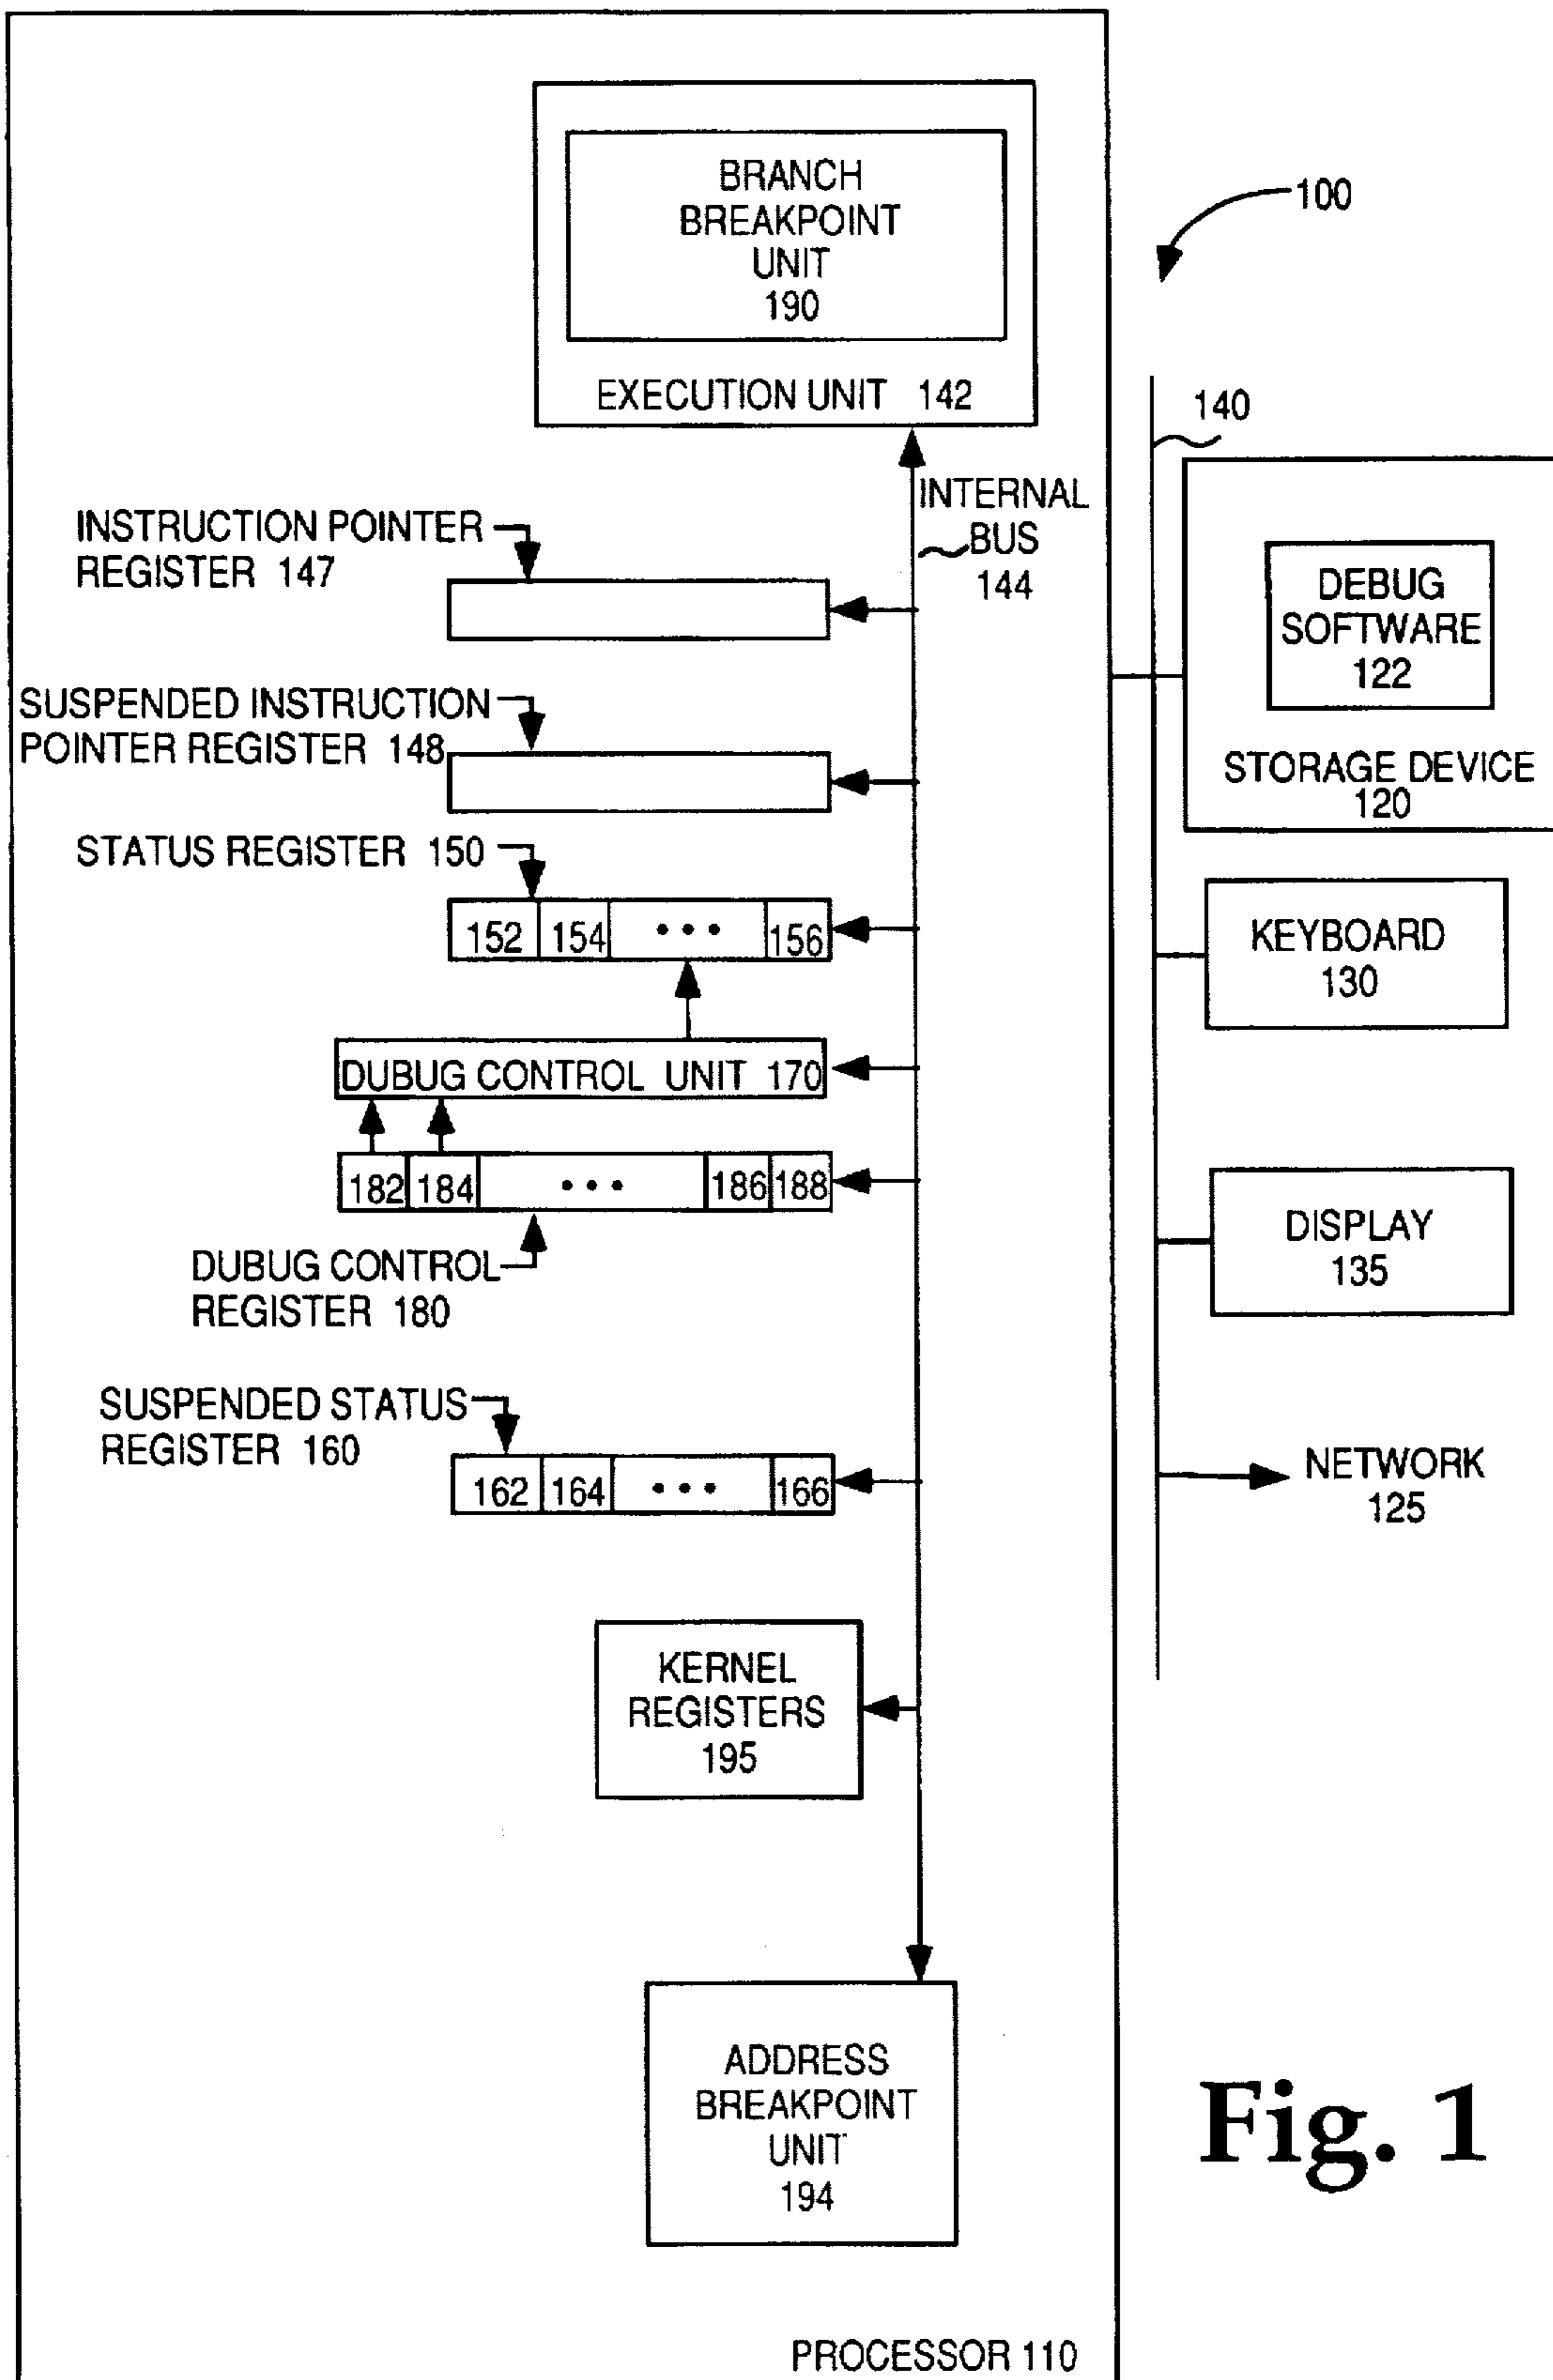 BRANCH
BREAKPOINT
UNIT
190
EXECUTION UNIT 142
100
140
INTERNAL
BUS
144
INSTRUCTION POINTER
REGISTER 147
DEBUG
SOFTWARE
122
STORAGE DEVICE
120
SUSPENDED INSTRUCTION
POINTER REGISTER 148
STATUS REGISTER 150
152 154 • • • 156
KEYBOARD
130
DUBUG CONTROL UNIT 170
182 184 • • • 186 188
DUBUG CONTROL
REGISTER 180
DISPLAY
135
SUSPENDED STATUS
REGISTER 160
162 164 • • • 166
NETWORK
125
KERNEL
REGISTERS
195
ADDRESS
BREAKPOINT
UNIT
194
Fig. 1
PROCESSOR 110